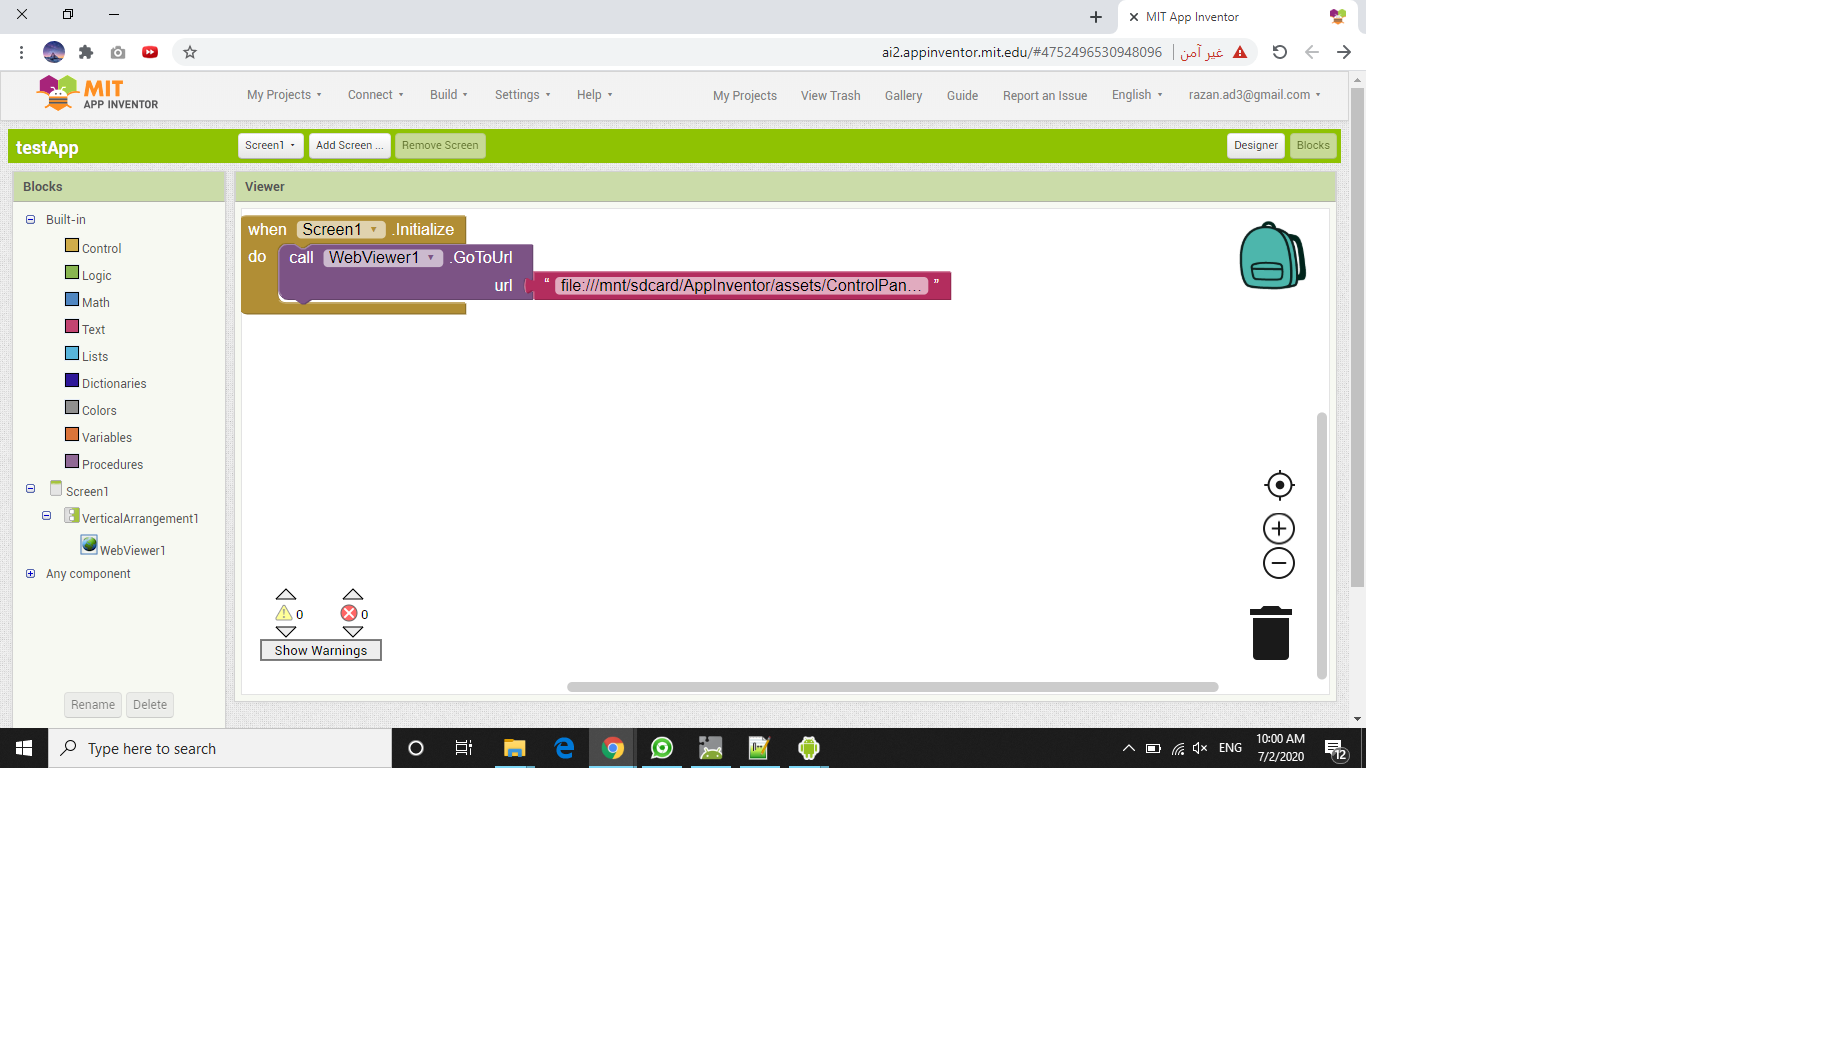 MIT App Inventor
ai2.appinventor.mit.edu/#4752496530948096
غير آمن
MIT
APP INVENTOR
My Projects
Connect
Build
Settings
Help
My Projects
View Trash
Gallery
Guide
Report an Issue
English
razan.ad3@gmail.com
testApp
Screen1
Add Screen ...
Remove Screen
Designer
Blocks
Blocks
Built-in
Control
Logic
Math
Text
Lists
Dictionaries
Colors
Variables
Procedures
Screen1
VerticalArrangement1
WebViewer1
Any component
Rename
Delete
Viewer
when Screen1 .Initialize
do call WebViewer1 .GoToUrl
url " file:///mnt/sdcard/AppInventor/assets/ControlPan... "
0
0
Show Warnings
Type here to search
ENG
10:00 AM
7/2/2020
12